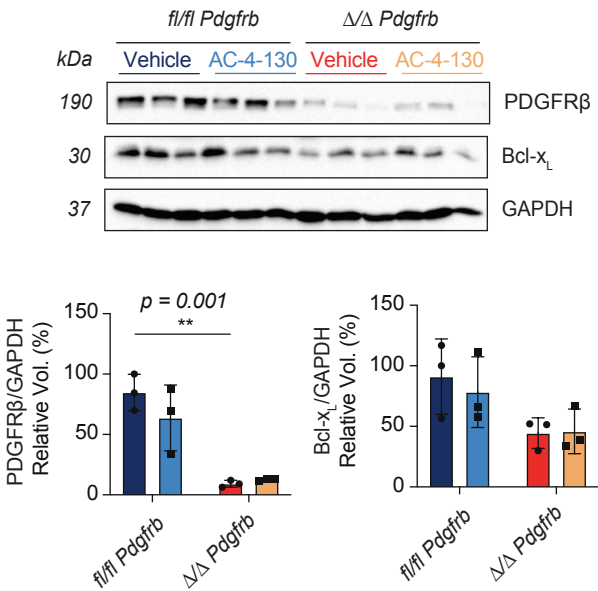 fl/fl Pdgfrb Δ/Δ Pdgfrb
kDa Vehicle AC-4-130 Vehicle AC-4-130
190 PDGFRβ
30 Bcl-xL
37 GAPDH
p = 0.001
**
PDGFRβ/GAPDH
Relative Vol. (%)
150
100
50
0
fl/fl Pdgfrb
Δ/Δ Pdgfrb
Bcl-xL/GAPDH
Relative Vol. (%)
150
100
50
0
fl/fl Pdgfrb
Δ/Δ Pdgfrb